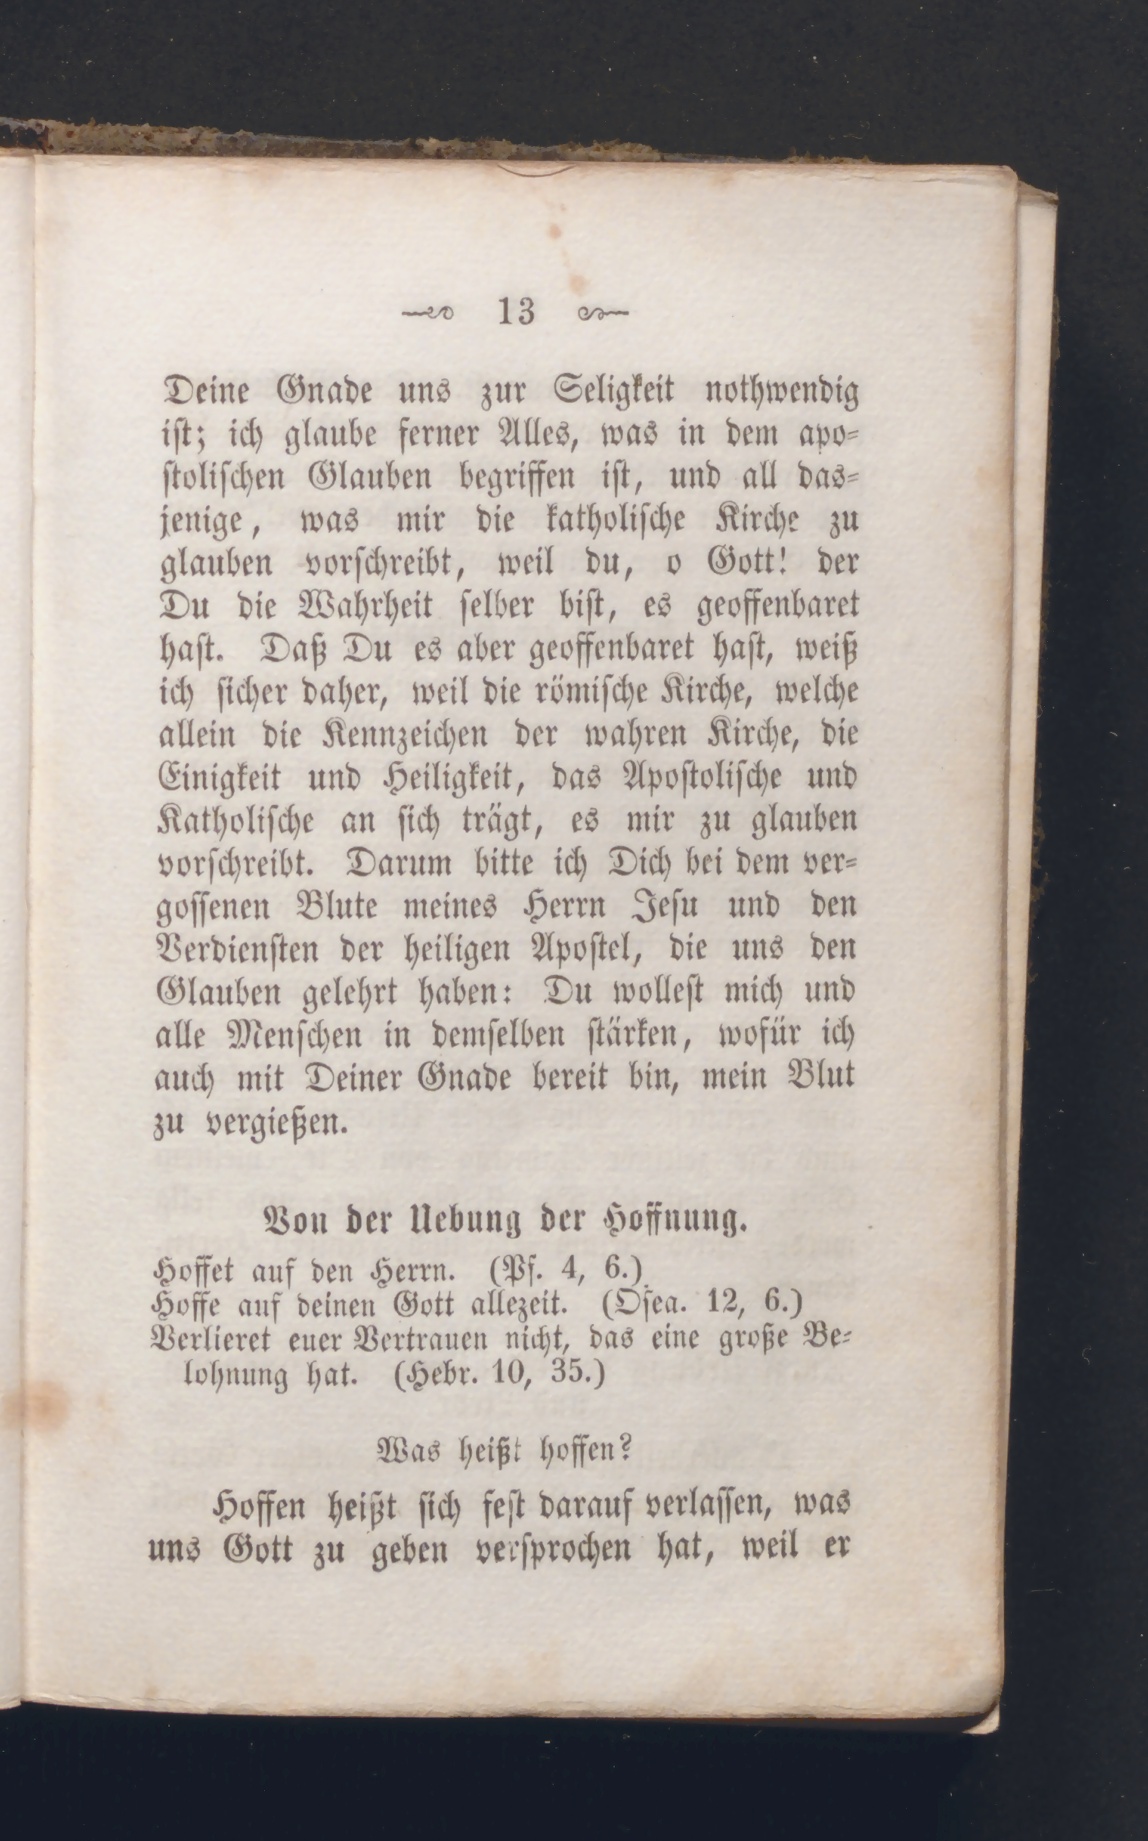 13
Deine Gnade uns zur Seligkeit nothwendig
ist; ich glaube ferner Alles, was in dem apo-
stolischen Glauben begriffen ist, und all das-
jenige, was mir die katholische Kirche zu
glauben vorschreibt, weil du, o Gott! der
Du die Wahrheit selber bist, es geoffenbaret
hast. Daß Du es aber geoffenbaret hast, weiß
ich sicher daher, weil die römische Kirche, welche
allein die Kennzeichen der wahren Kirche, die
Einigkeit und Heiligkeit, das Apostolische und
Katholische an sich trägt, es mir zu glauben
vorschreibt. Darum bitte ich Dich bei dem ver-
gossenen Blute meines Herrn Jesu und den
Verdiensten der heiligen Apostel, die uns den
Glauben gelehrt haben: Du wollest mich und
alle Menschen in demselben stärken, wofür ich
auch mit Deiner Gnade bereit bin, mein Blut
zu vergießen.
Von der Uebung der Hoffnung.
Hoffet auf den Herrn. (Ps. 4, 6.)
Hoffe auf deinen Gott allezeit. (Osea. 12, 6.)
Verlieret euer Vertrauen nicht, das eine große Be-
lohnung hat. (Hebr. 10, 35.)
Was heißt hoffen?
Hoffen heißt sich fest darauf verlassen, was
uns Gott zu geben versprochen hat, weil er